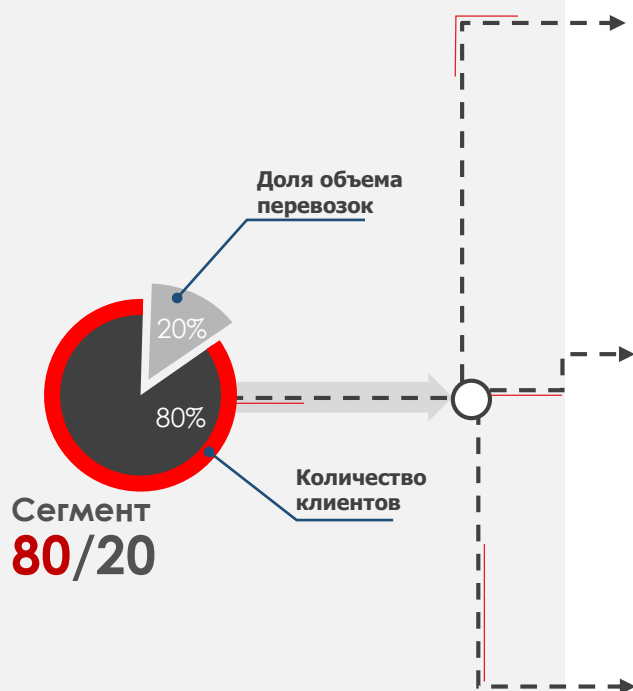 Доля объема
перевозок
20%
80%
Количество
клиентов
Сегмент
80/20